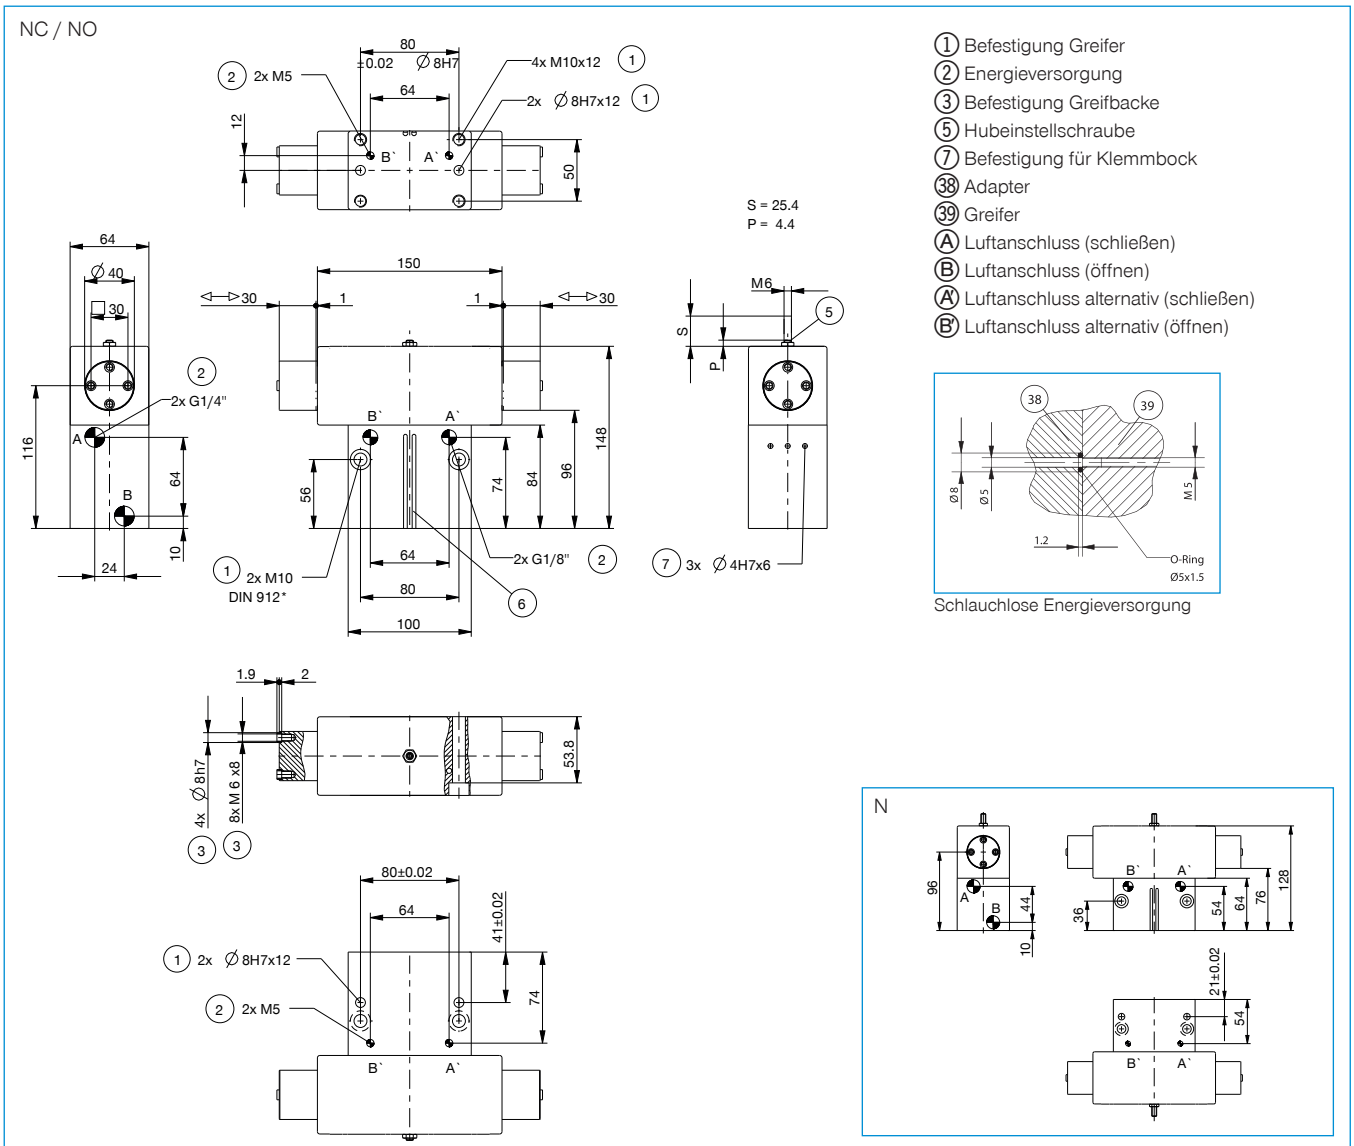 NC / NO
80
±0.02
Ø 8H7
4x M10x12
1
2
2x M5
64
2x Ø 8H7x12
1
12
B`
A`
50
S = 25.4
P = 4.4
64
Ø 40
30
2
2x G1/4"
116
A
64
B
10
24
150
30
1
1
30
B`
A`
56
74
84
96
148
64
80
100
1
2x M10
DIN 912*
2x G1/8"
2
6
M6
5
S
P
7
3x Ø 4H7x6
1.9
2
53.8
4x Ø 8h7
8x M 6 x8
3
3
80±0.02
64
41±0.02
74
1
2x Ø 8H7x12
2
2x M5
B`
A`
1 Befestigung Greifer
2 Energieversorgung
3 Befestigung Greifbacke
5 Hubeinstellschraube
7 Befestigung für Klemmbock
38 Adapter
39 Greifer
A Luftanschluss (schließen)
B Luftanschluss (öffnen)
A' Luftanschluss alternativ (schließen)
B' Luftanschluss alternativ (öffnen)
38
39
Ø 8
Ø 5
M 5
1.2
O-Ring
Ø5x1.5
Schlauchlose Energieversorgung
N
96
A
B
44
10
B`
A`
36
54
64
76
128
21±0.02
54
B`
A`